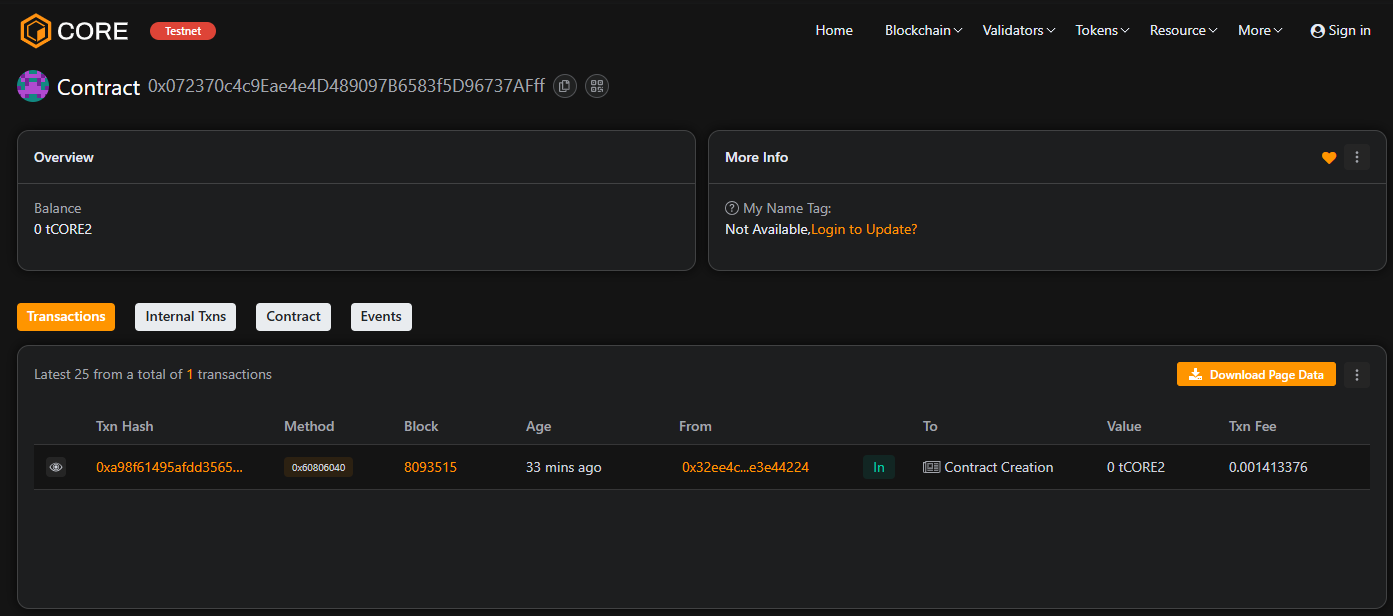 CORE Testnet Home Blockchain Validators Tokens Resource More Sign in
Contract 0x072370c4c9Eae4e4D489097B6583f5D96737AFff
Overview
Balance
0 tCORE2
More Info
My Name Tag:
Not Available,Login to Update?
Transactions Internal Txns Contract Events
Latest 25 from a total of 1 transactions
Download Page Data
Txn Hash Method Block Age From To Value Txn Fee
0xa98f61495afdd3565... 0x60806040 8093515 33 mins ago 0x32ee4c...e3e44224 In Contract Creation 0 tCORE2 0.001413376